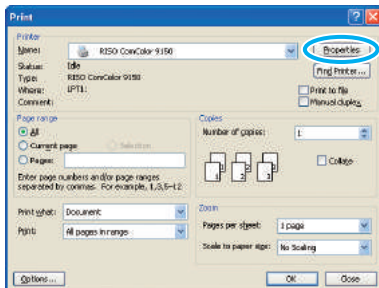 Print
Printer
Name: RISO ComColor 9150 Properties
Status: Idle Find Printer...
Type: RISO ComColor 9150
Where: LPT1: Print to file
Comment: Manual duplex
Page range
All
Current page Selection
Pages:
Enter page numbers and/or page ranges
separated by commas. For example, 1,3,5-12
Copies
Number of copies: 1
Collate
Print what: Document
Print: All pages in range
Zoom
Pages per sheet: 1 page
Scale to paper size: No Scaling
Options... OK Close